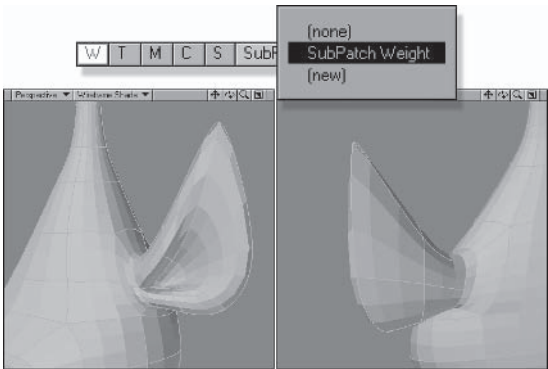 (none)
W T M C S SubP
SubPatch Weight
(new)
Perspective Wireframe Shade